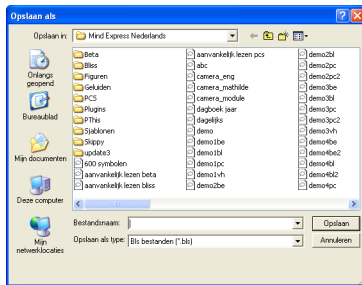 Opslaan als
Opslaan in:
Mind Express Nederlands
Onlangs geopend
Bureaublad
Mijn documenten
Deze computer
Mijn netwerklocaties
Beta
Bliss
Figuren
Geluiden
PCS
Plugins
PThis
Sjablonen
Skippy
update3
600 symbolen
aanvankelijk lezen beta
aanvankelijk lezen bliss
aanvankelijk lezen pcs
abc
camera_eng
camera_mathilde
camera_module
dagboek jaar
dagelijks
demo
demo1be
demo1bl
demo1pc
demo1vh
demo2be
demo2bl
demo2pc
demo2pc2
demo3be
demo3bl
demo3pc
demo3pc2
demo3vh
demo4be
demo4be2
demo4bl
demo4bl2
demo4pc
Bestandsnaam:
Opslaan
Opslaan als type:
Bls bestanden (*.bls)
Annuleren